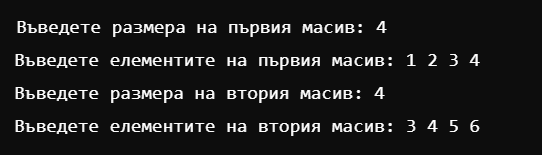 Въведете размера на първия масив: 4
Въведете елементите на първия масив: 1 2 3 4
Въведете размера на втория масив: 4
Въведете елементите на втория масив: 3 4 5 6